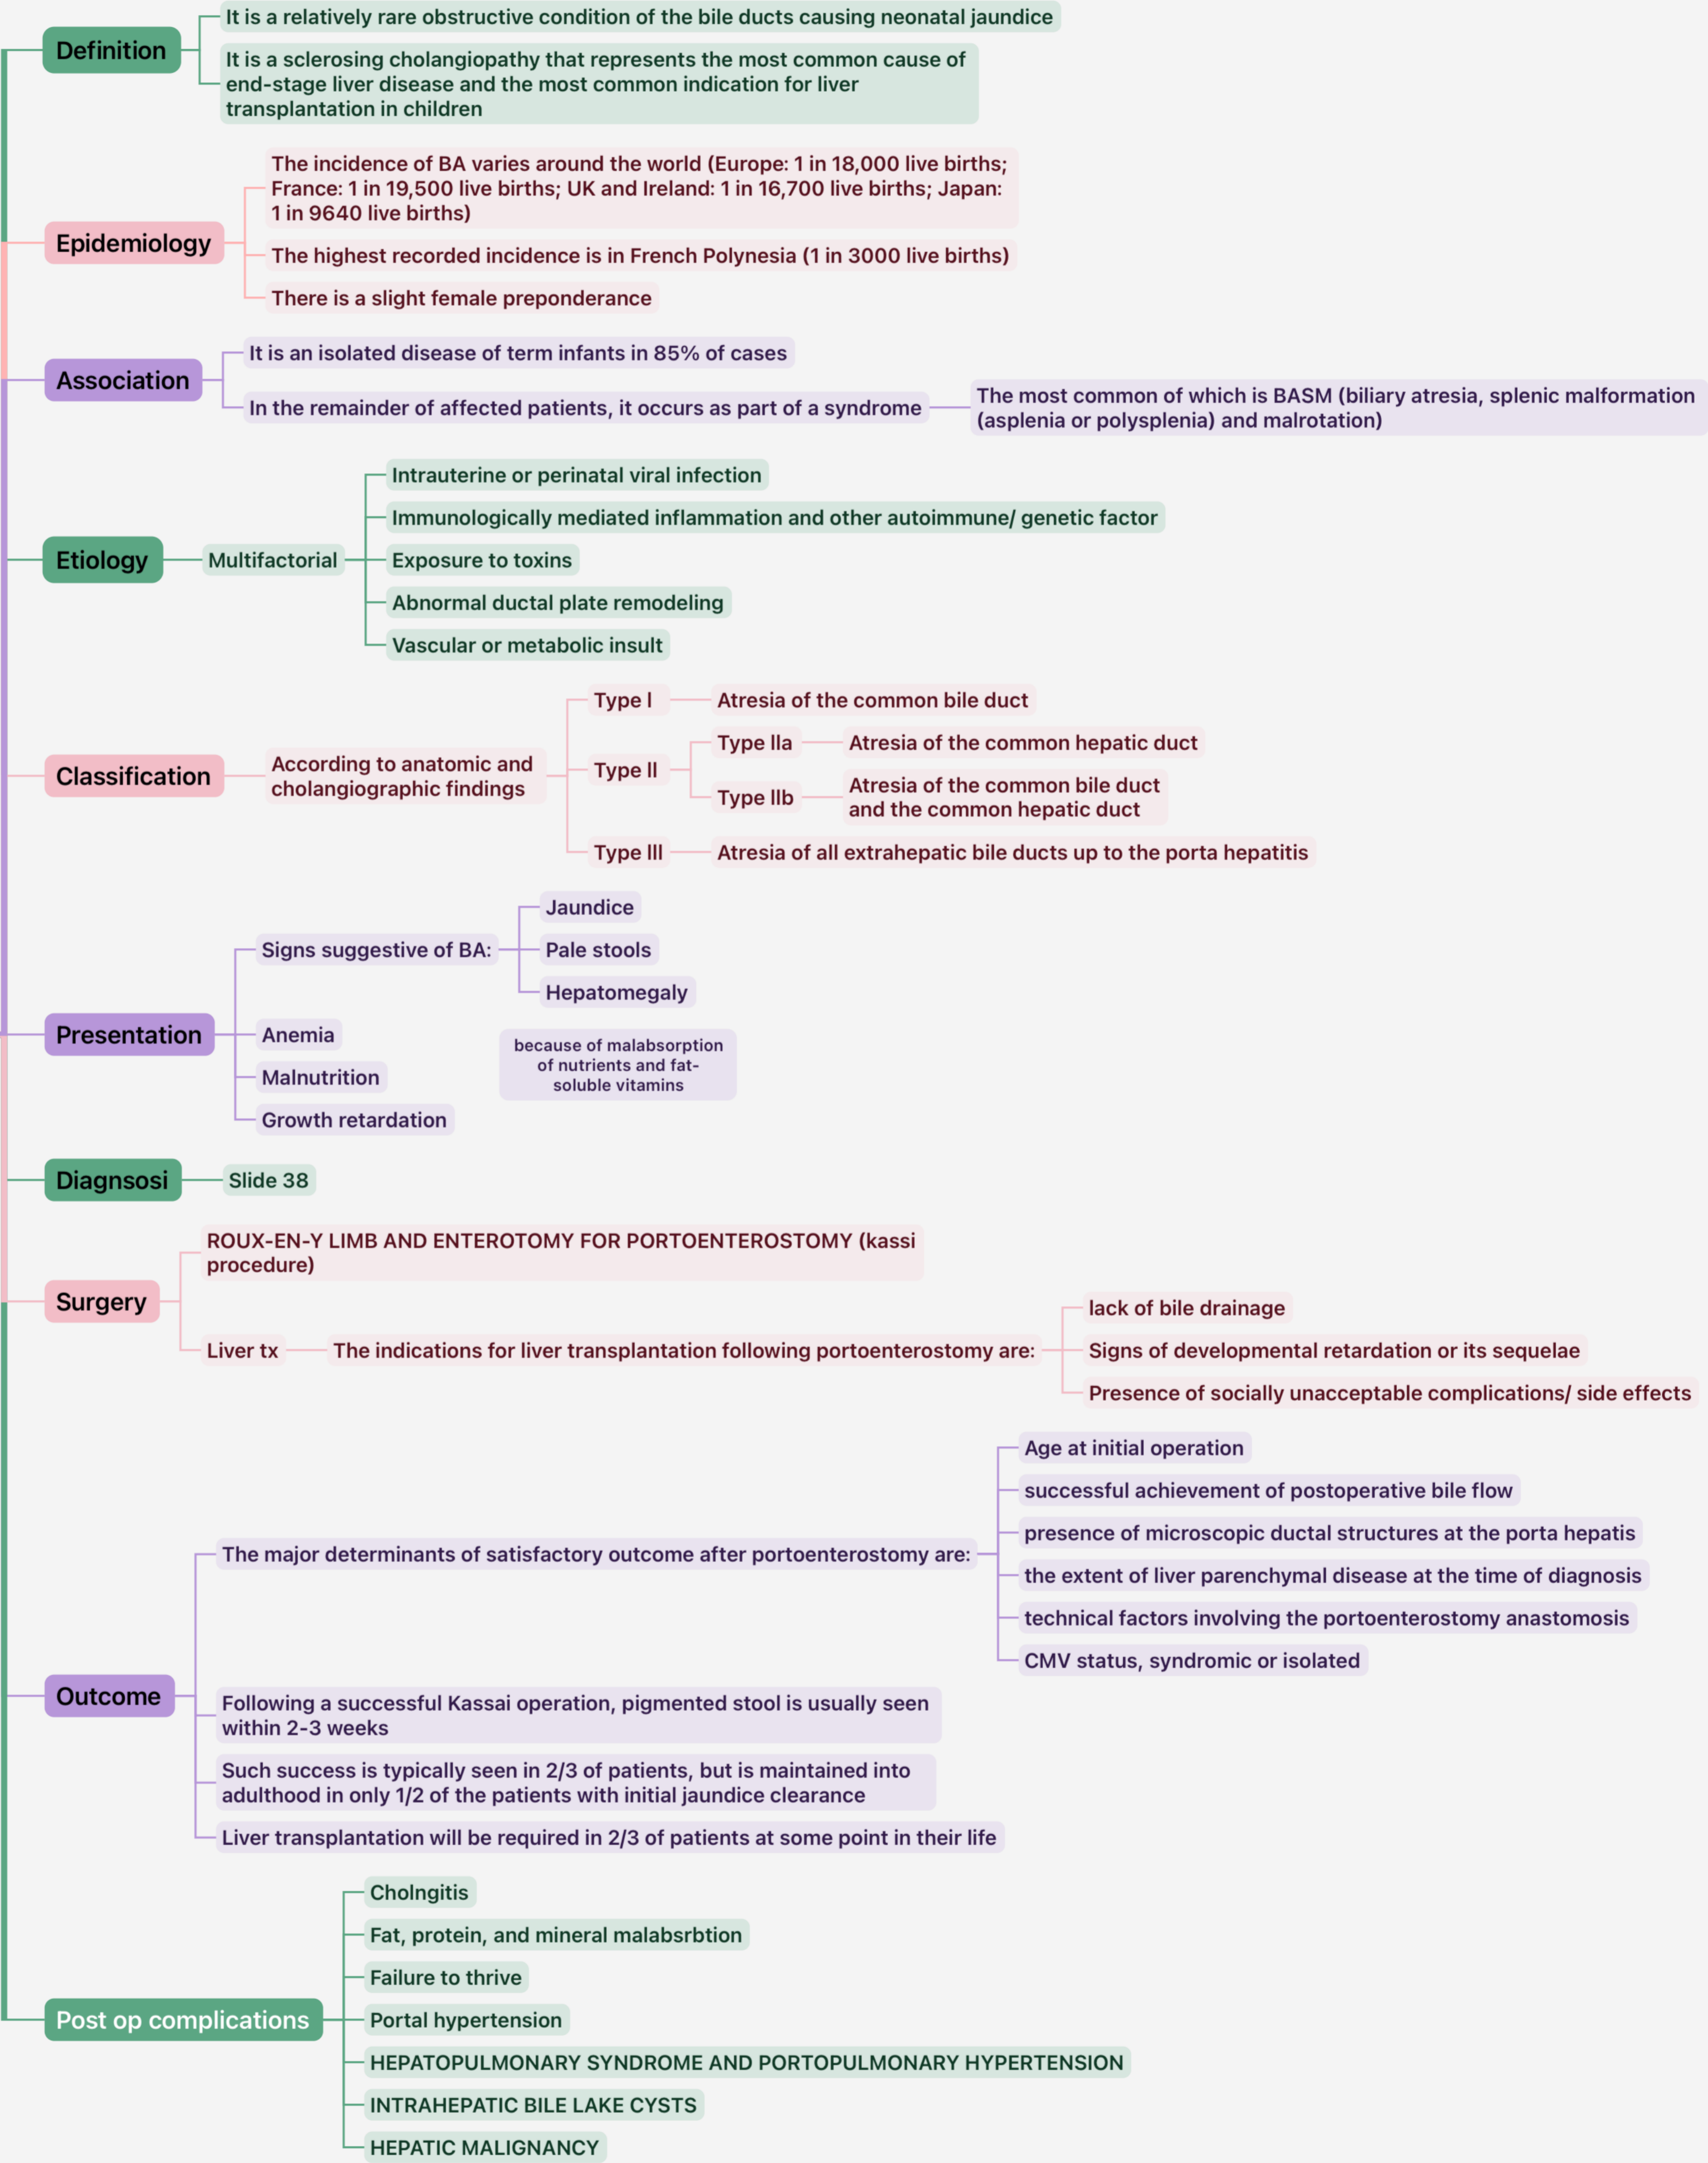 Definition
It is a relatively rare obstructive condition of the bile ducts causing neonatal jaundice
It is a sclerosing cholangiopathy that represents the most common cause of
end-stage liver disease and the most common indication for liver
transplantation in children
Epidemiology
The incidence of BA varies around the world (Europe: 1 in 18,000 live births;
France: 1 in 19,500 live births; UK and Ireland: 1 in 16,700 live births; Japan:
1 in 9640 live births)
The highest recorded incidence is in French Polynesia (1 in 3000 live births)
There is a slight female preponderance
Association
It is an isolated disease of term infants in 85% of cases
In the remainder of affected patients, it occurs as part of a syndrome
The most common of which is BASM (biliary atresia, splenic malformation
(asplenia or polysplenia) and malrotation)
Etiology
Multifactorial
Intrauterine or perinatal viral infection
Immunologically mediated inflammation and other autoimmune/ genetic factor
Exposure to toxins
Abnormal ductal plate remodeling
Vascular or metabolic insult
Classification
According to anatomic and
cholangiographic findings
Type I
Atresia of the common bile duct
Type II
Type IIa
Atresia of the common hepatic duct
Type IIb
Atresia of the common bile duct
and the common hepatic duct
Type III
Atresia of all extrahepatic bile ducts up to the porta hepatitis
Presentation
Signs suggestive of BA:
Jaundice
Pale stools
Hepatomegaly
Anemia
Malnutrition
Growth retardation
because of malabsorption
of nutrients and fat-
soluble vitamins
Diagnsosi
Slide 38
Surgery
ROUX-EN-Y LIMB AND ENTEROTOMY FOR PORTOENTEROSTOMY (kassi
procedure)
Liver tx
The indications for liver transplantation following portoenterostomy are:
lack of bile drainage
Signs of developmental retardation or its sequelae
Presence of socially unacceptable complications/ side effects
Outcome
The major determinants of satisfactory outcome after portoenterostomy are:
Age at initial operation
successful achievement of postoperative bile flow
presence of microscopic ductal structures at the porta hepatis
the extent of liver parenchymal disease at the time of diagnosis
technical factors involving the portoenterostomy anastomosis
CMV status, syndromic or isolated
Following a successful Kassai operation, pigmented stool is usually seen
within 2-3 weeks
Such success is typically seen in 2/3 of patients, but is maintained into
adulthood in only 1/2 of the patients with initial jaundice clearance
Liver transplantation will be required in 2/3 of patients at some point in their life
Post op complications
Cholngitis
Fat, protein, and mineral malabsrbtion
Failure to thrive
Portal hypertension
HEPATOPULMONARY SYNDROME AND PORTOPULMONARY HYPERTENSION
INTRAHEPATIC BILE LAKE CYSTS
HEPATIC MALIGNANCY